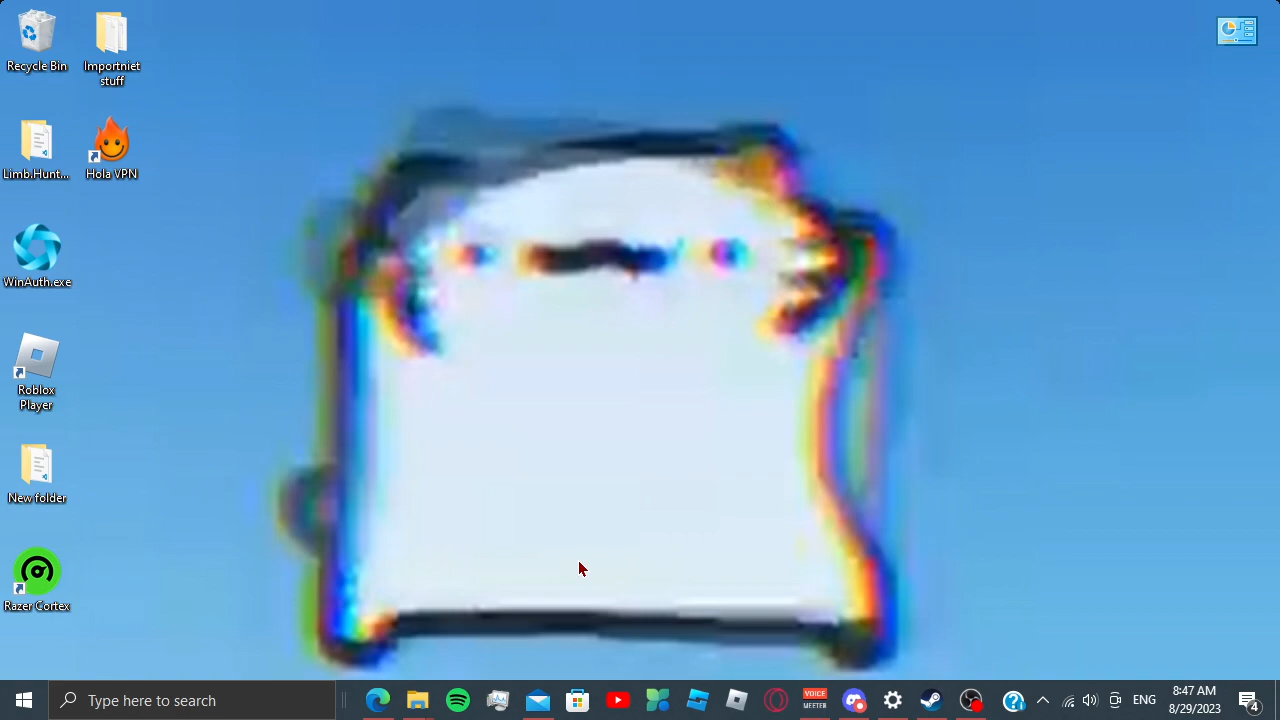 Recycle Bin
Importniet
stuff
Limb.Hunt...
Hola VPN
WinAuth.exe
Roblox
Player
New folder
Razer Cortex
Type here to search
VOICE
MEETER
ENG
8:47 AM
8/29/2023
4